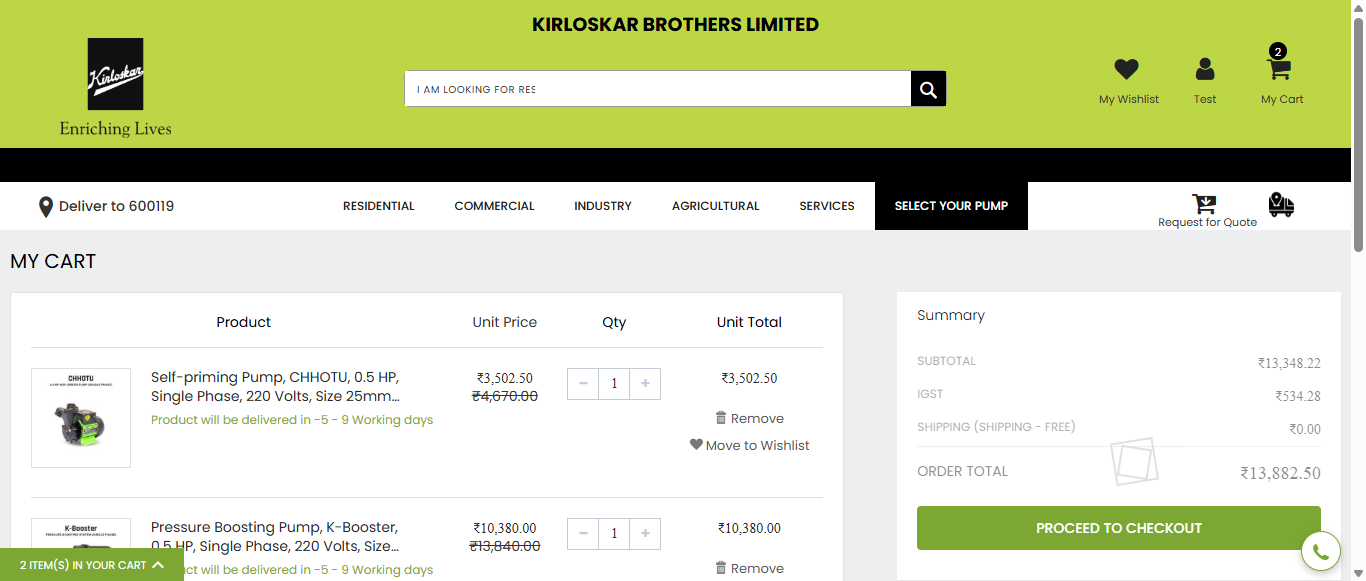 KIRLOSKAR BROTHERS LIMITED
Kirloskar
Enriching Lives
I AM LOOKING FOR RES
My Wishlist
Test
2
My Cart
Deliver to 600119
RESIDENTIAL
COMMERCIAL
INDUSTRY
AGRICULTURAL
SERVICES
SELECT YOUR PUMP
Request for Quote
MY CART
Product Unit Price Qty Unit Total
CHHOTU
Self-priming Pump, CHHOTU, 0.5 HP,
Single Phase, 220 Volts, Size 25mm...
Product will be delivered in -5 - 9 Working days
₹3,502.50
₹4,670.00
− 1 +
₹3,502.50
Remove
Move to Wishlist
K-Booster
Pressure Boosting Pump, K-Booster,
0.5 HP, Single Phase, 220 Volts, Size...
ct will be delivered in -5 - 9 Working days
₹10,380.00
₹13,840.00
− 1 +
₹10,380.00
Remove
2 ITEM(S) IN YOUR CART
Summary
SUBTOTAL ₹13,348.22
IGST ₹534.28
SHIPPING (SHIPPING - FREE) ₹0.00
ORDER TOTAL ₹13,882.50
PROCEED TO CHECKOUT